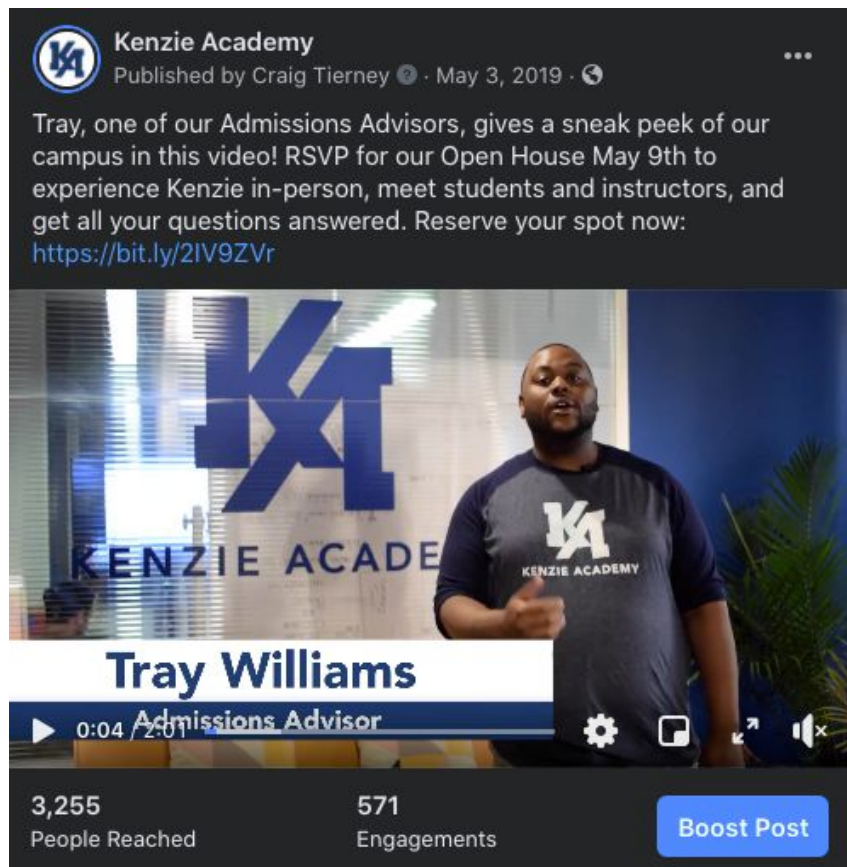 Kenzie Academy
Published by Craig Tierney · May 3, 2019 ·
Tray, one of our Admissions Advisors, gives a sneak peek of our
campus in this video! RSVP for our Open House May 9th to
experience Kenzie in-person, meet students and instructors, and
get all your questions answered. Reserve your spot now:
https://bit.ly/2IV9ZVr
KA
KENZIE ACADE
KA
KENZIE ACADEMY
Tray Williams
Admissions Advisor
0:04 / 2:01
3,255
People Reached
571
Engagements
Boost Post